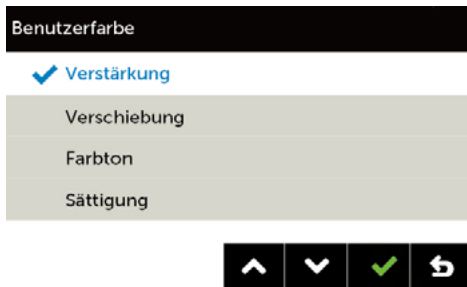 Benutzerfarbe
Verstärkung
Verschiebung
Farbton
Sättigung